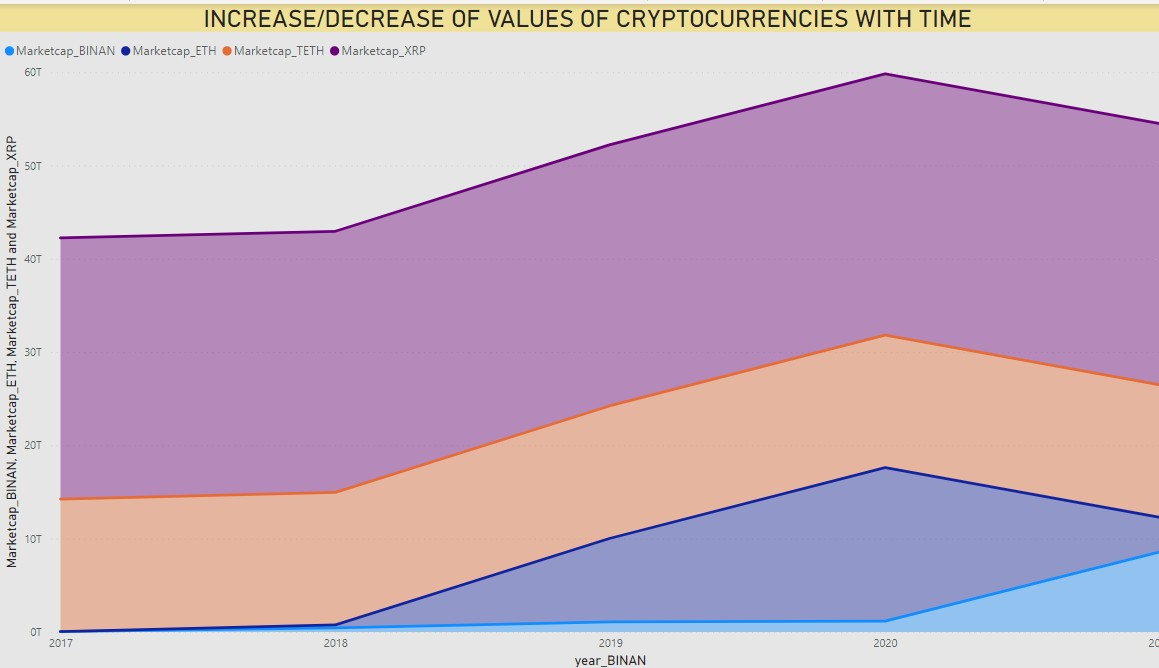 INCREASE/DECREASE OF VALUES OF CRYPTOCURRENCIES WITH TIME
Marketcap_BINAN Marketcap_ETH Marketcap_TETH Marketcap_XRP
Marketcap_BINAN, Marketcap_ETH, Marketcap_TETH and Marketcap_XRP
60T
50T
40T
30T
20T
10T
0T
2017 2018 2019 2020 20
year_BINAN